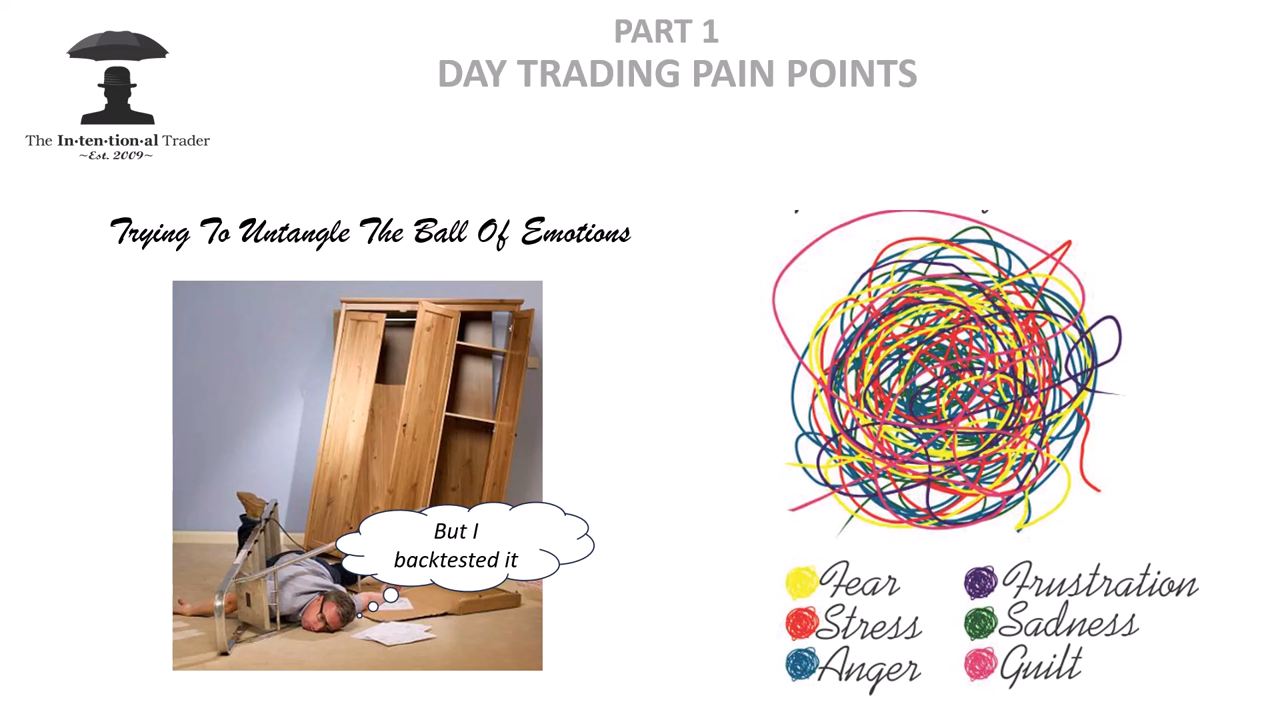 PART 1
DAY TRADING PAIN POINTS
The In·ten·tion·al Trader
~Est. 2009~
Trying To Untangle The Ball Of Emotions
But I
backtested it
Fear
Frustration
Stress
Sadness
Anger
Guilt